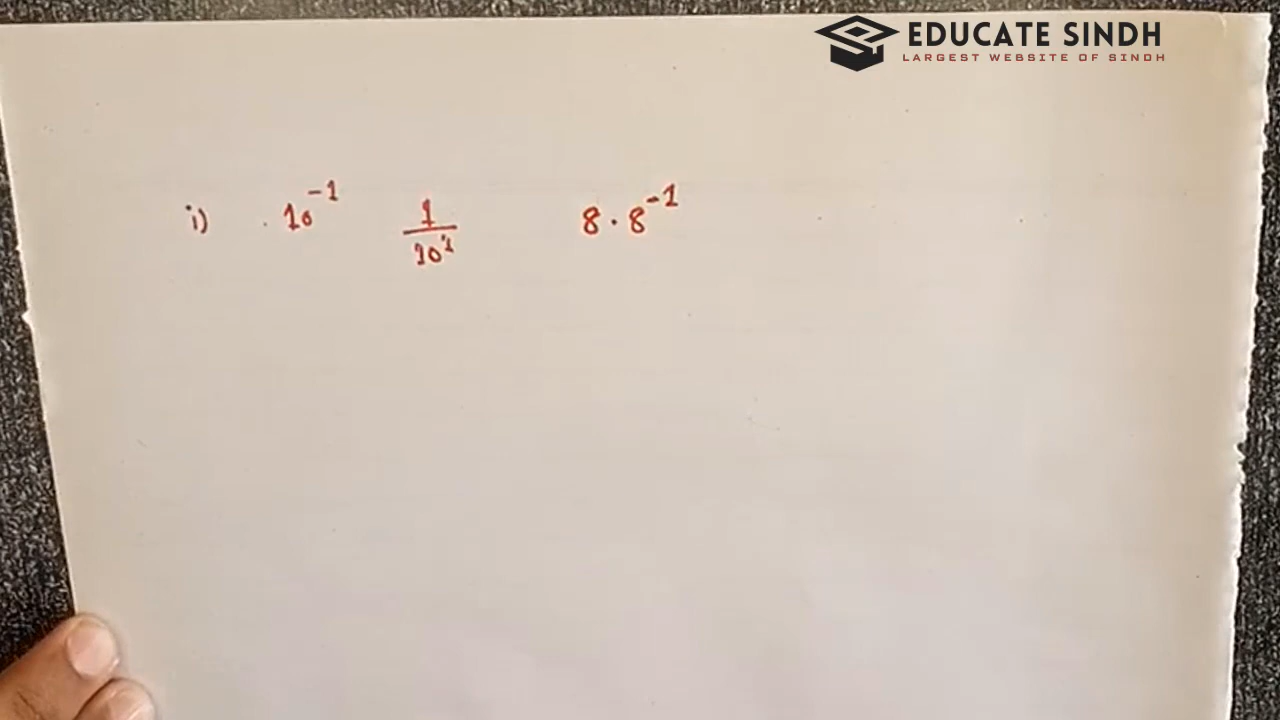 EDUCATE SINDH
LARGEST WEBSITE OF SINDH
i) 10⁻¹ 1/10¹ 8·8⁻¹